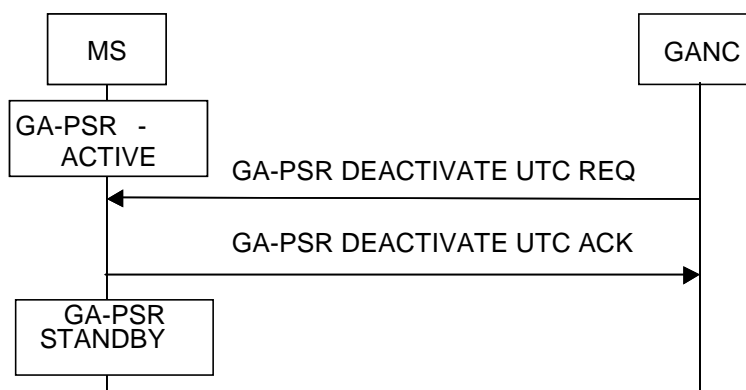 MS
GANC
GA-PSR -
ACTIVE
GA-PSR DEACTIVATE UTC REQ
GA-PSR DEACTIVATE UTC ACK
GA-PSR
STANDBY